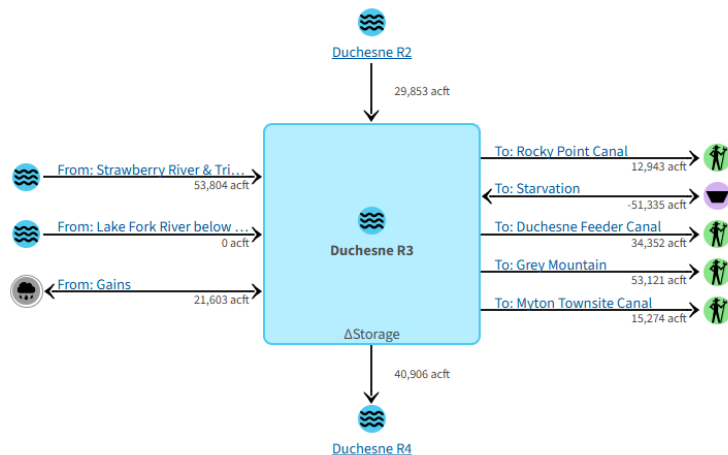 Duchesne R2
29,853 acft
From: Strawberry River & Tri...
53,804 acft
From: Lake Fork River below ...
0 acft
From: Gains
21,603 acft
Duchesne R3
ΔStorage
To: Rocky Point Canal
12,943 acft
To: Starvation
-51,335 acft
To: Duchesne Feeder Canal
34,352 acft
To: Grey Mountain
53,121 acft
To: Myton Townsite Canal
15,274 acft
40,906 acft
Duchesne R4